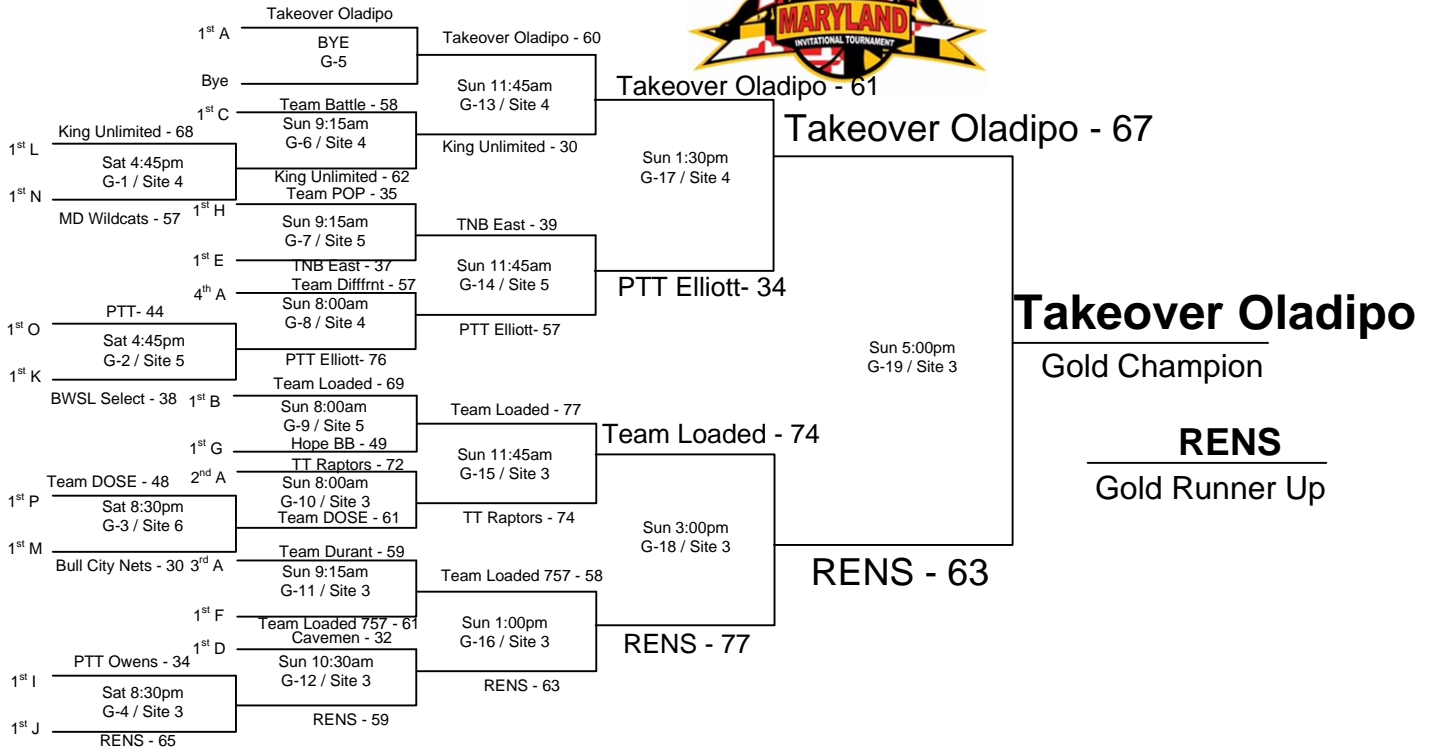 MARYLAND
INVITATIONAL TOURNAMENT
Takeover Oladipo
1st A
BYE
G-5
Bye
Takeover Oladipo - 60
Sun 11:45am
G-13 / Site 4
King Unlimited - 30
1st C
Team Battle - 58
Sun 9:15am
G-6 / Site 4
King Unlimited - 62
King Unlimited - 68
1st L
Sat 4:45pm
G-1 / Site 4
1st N
MD Wildcats - 57
Team POP - 35
1st H
Sun 9:15am
G-7 / Site 5
1st E
TNB East - 37
TNB East - 39
Sun 11:45am
G-14 / Site 5
PTT Elliott- 57
4th A
Team Difffrnt - 57
Sun 8:00am
G-8 / Site 4
PTT Elliott- 76
PTT- 44
1st O
Sat 4:45pm
G-2 / Site 5
1st K
BWSL Select - 38
Takeover Oladipo - 61
Sun 1:30pm
G-17 / Site 4
PTT Elliott- 34
Team Loaded - 69
1st B
Sun 8:00am
G-9 / Site 5
1st G
Hope BB - 49
Team Loaded - 77
Sun 11:45am
G-15 / Site 3
TT Raptors - 74
TT Raptors - 72
2nd A
Sun 8:00am
G-10 / Site 3
Team DOSE - 61
Team DOSE - 48
1st P
Sat 8:30pm
G-3 / Site 6
1st M
Bull City Nets - 30
3rd A
Team Durant - 59
Sun 9:15am
G-11 / Site 3
1st F
Team Loaded 757 - 61
Team Loaded 757 - 58
Sun 1:00pm
G-16 / Site 3
RENS - 63
1st D
Cavemen - 32
Sun 10:30am
G-12 / Site 3
RENS - 59
PTT Owens - 34
1st I
Sat 8:30pm
G-4 / Site 3
1st J
RENS - 65
Team Loaded - 74
Sun 3:00pm
G-18 / Site 3
RENS - 77
Takeover Oladipo - 67
Sun 5:00pm
G-19 / Site 3
RENS - 63
Takeover Oladipo
Gold Champion
RENS
Gold Runner Up